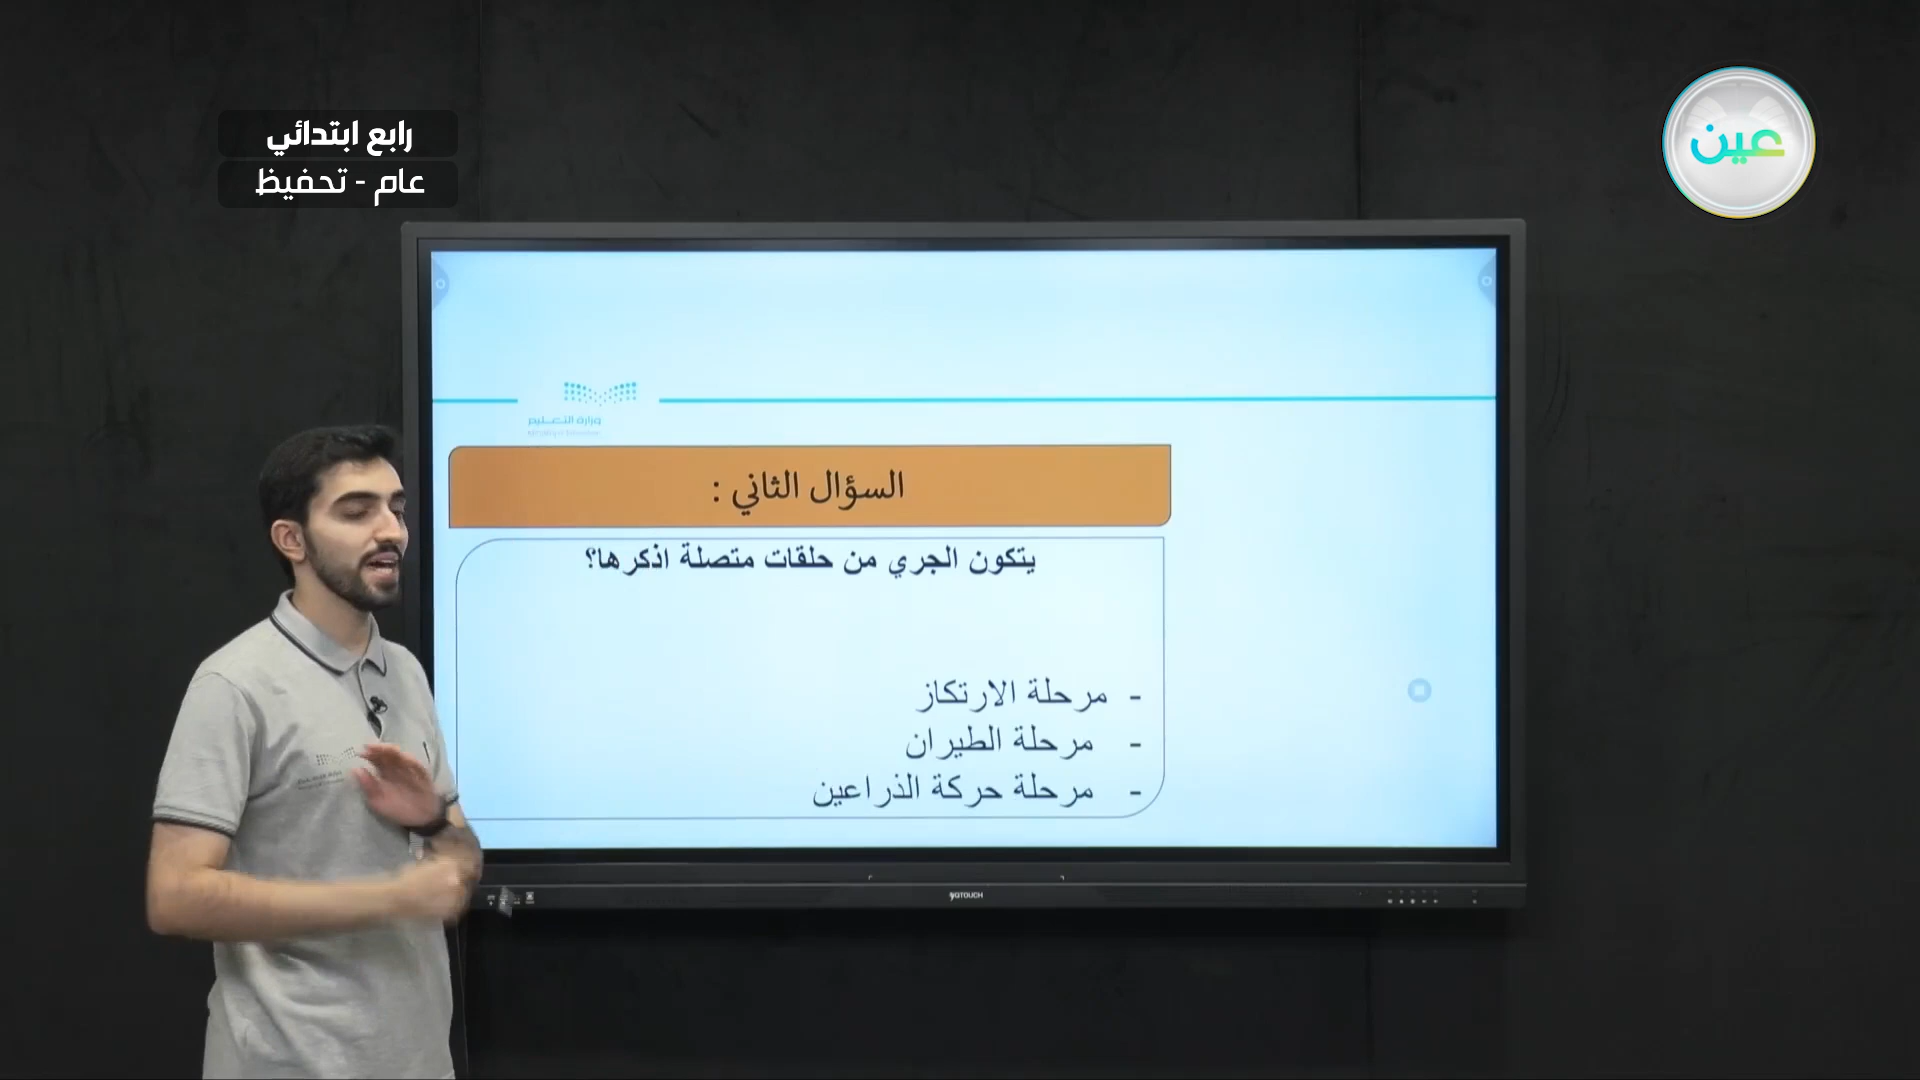 رابع ابتدائي
عام - تحفيظ
عين
وزارة التعليم
السؤال الثاني :
يتكون الجري من حلقات متصلة اذكرها؟
- مرحلة الارتكاز
- مرحلة الطيران
- مرحلة حركة الذراعين